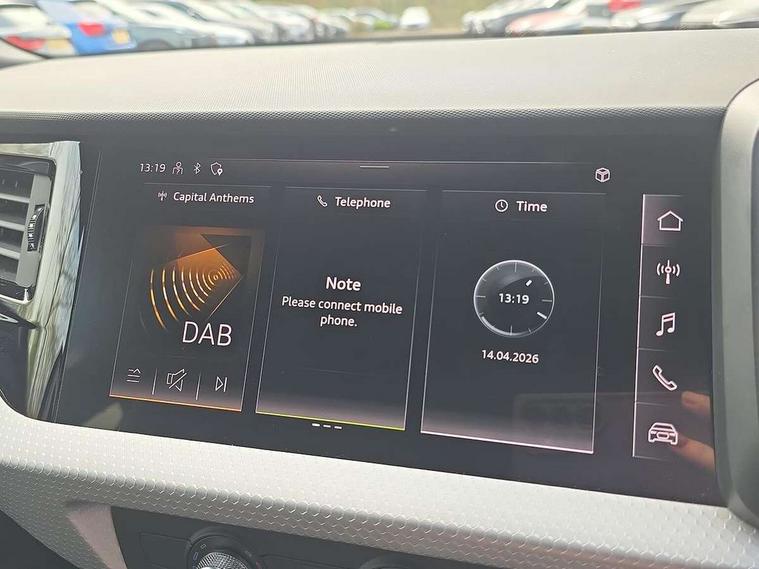 13:19
Capital Anthems
DAB
Telephone
Note
Please connect mobile
phone.
Time
13:19
14.04.2026